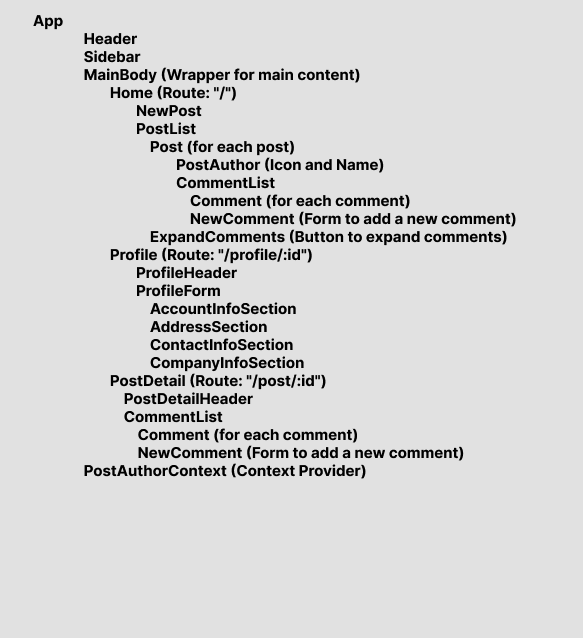 App
Header
Sidebar
MainBody (Wrapper for main content)
Home (Route: "/")
NewPost
PostList
Post (for each post)
PostAuthor (Icon and Name)
CommentList
Comment (for each comment)
NewComment (Form to add a new comment)
ExpandComments (Button to expand comments)
Profile (Route: "/profile/:id")
ProfileHeader
ProfileForm
AccountInfoSection
AddressSection
ContactInfoSection
CompanyInfoSection
PostDetail (Route: "/post/:id")
PostDetailHeader
CommentList
Comment (for each comment)
NewComment (Form to add a new comment)
PostAuthorContext (Context Provider)